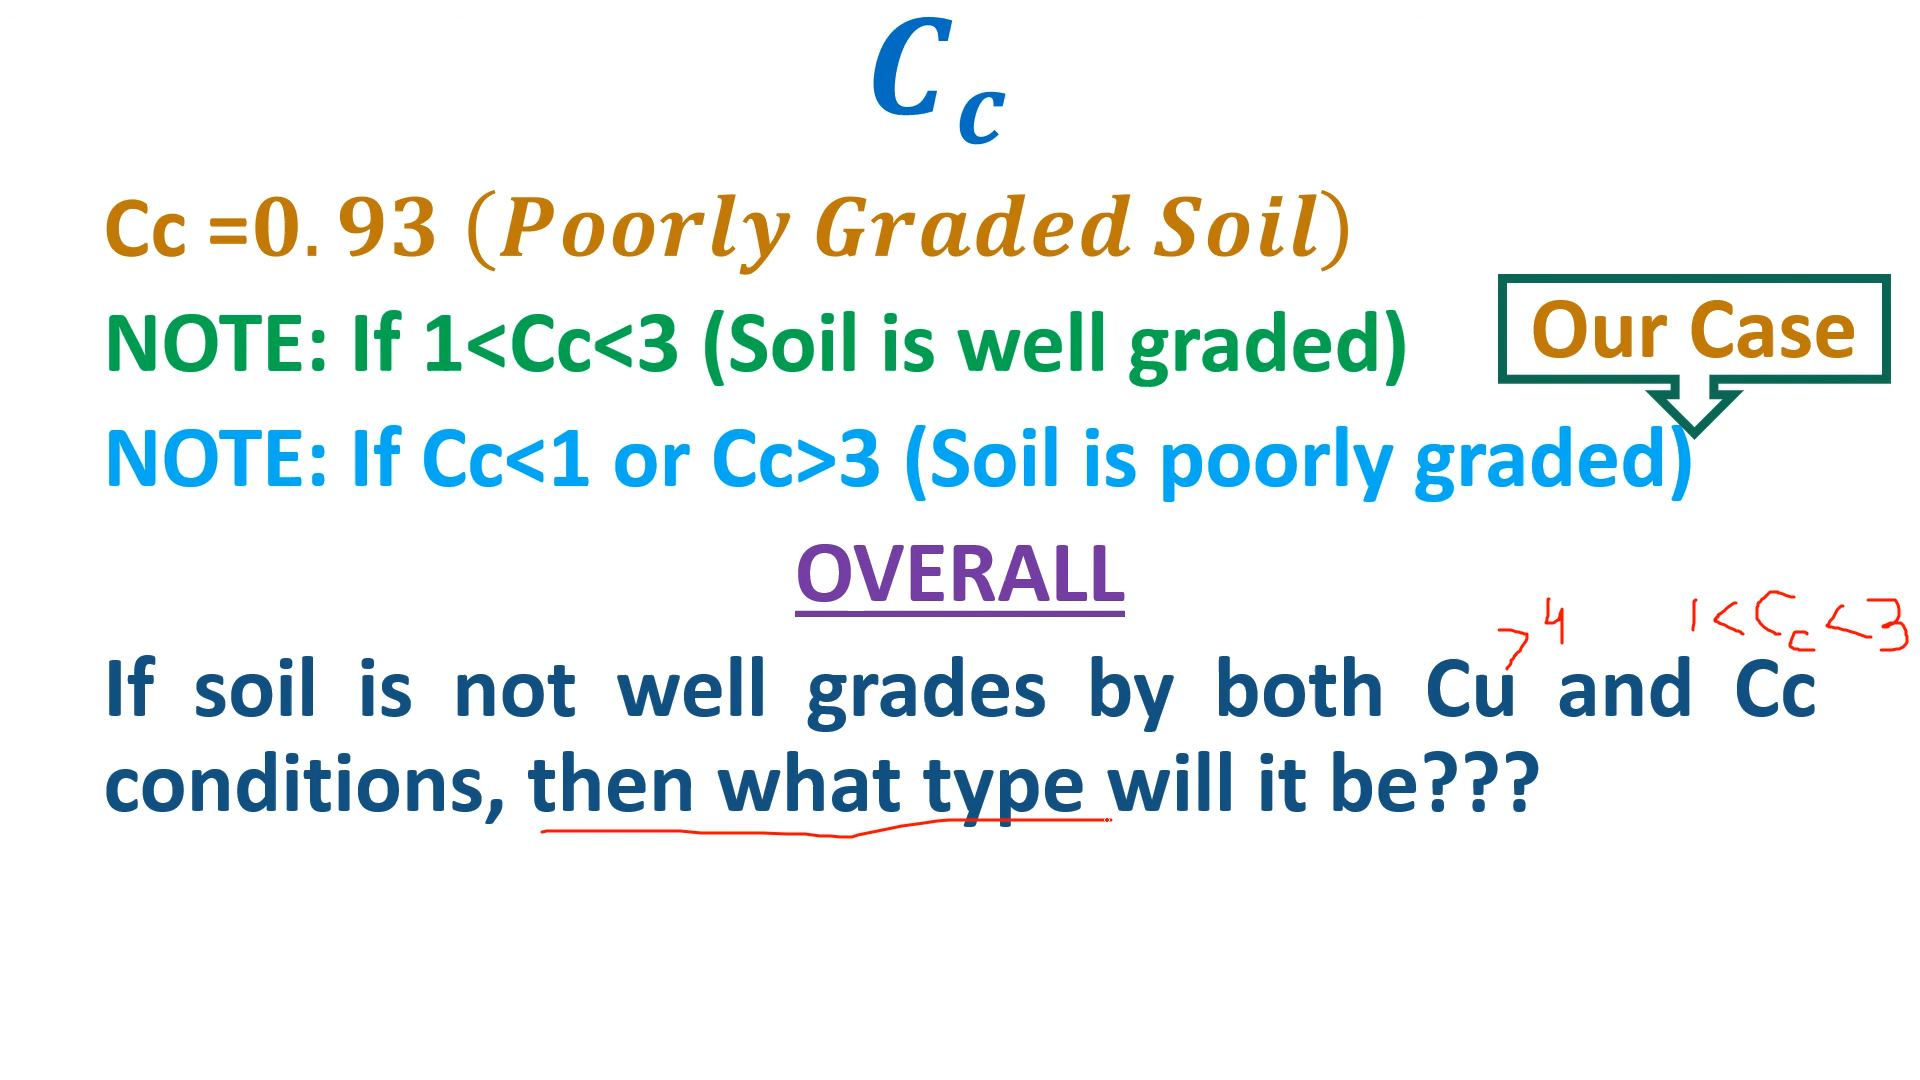 Cc
Cc =0.93 (Poorly Graded Soil)
NOTE: If 1<Cc<3 (Soil is well graded)
Our Case
NOTE: If Cc<1 or Cc>3 (Soil is poorly graded)
OVERALL
>4 1<Cc<3
If soil is not well grades by both Cu and Cc
conditions, then what type will it be???